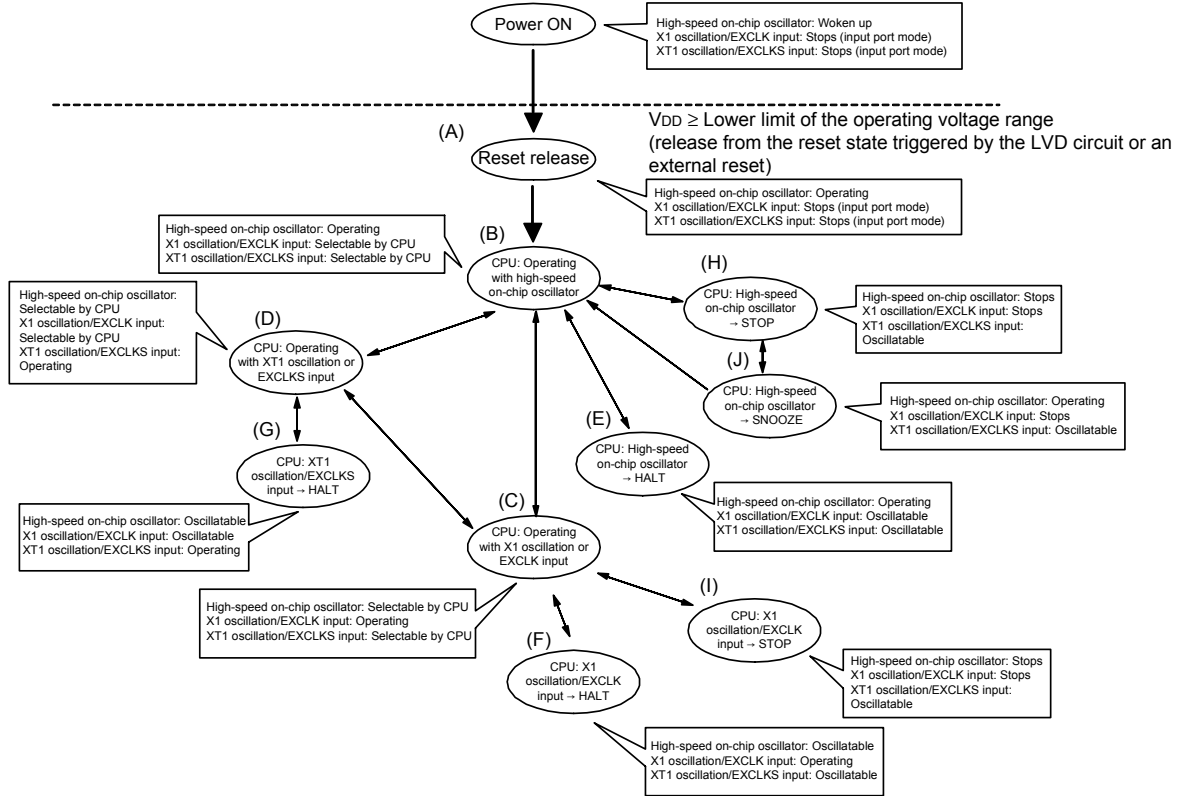 Power ON
High-speed on-chip oscillator: Woken up
X1 oscillation/EXCLK input: Stops (input port mode)
XT1 oscillation/EXCLKS input: Stops (input port mode)
VDD ≥ Lower limit of the operating voltage range
(release from the reset state triggered by the LVD circuit or an
external reset)
(A)
Reset release
High-speed on-chip oscillator: Operating
X1 oscillation/EXCLK input: Stops (input port mode)
XT1 oscillation/EXCLKS input: Stops (input port mode)
High-speed on-chip oscillator: Operating
X1 oscillation/EXCLK input: Selectable by CPU
XT1 oscillation/EXCLKS input: Selectable by CPU
(B)
CPU: Operating
with high-speed
on-chip oscillator
(H)
CPU: High-speed
on-chip oscillator
→ STOP
High-speed on-chip oscillator: Stops
X1 oscillation/EXCLK input: Stops
XT1 oscillation/EXCLKS input:
Oscillatable
High-speed on-chip oscillator:
Selectable by CPU
X1 oscillation/EXCLK input:
Selectable by CPU
XT1 oscillation/EXCLKS input:
Operating
(D)
CPU: Operating
with XT1 oscillation or
EXCLKS input
(J)
CPU: High-speed
on-chip oscillator
→ SNOOZE
High-speed on-chip oscillator: Operating
X1 oscillation/EXCLK input: Stops
XT1 oscillation/EXCLKS input: Oscillatable
(G)
CPU: XT1
oscillation/EXCLKS
input → HALT
(E)
CPU: High-speed
on-chip oscillator
→ HALT
High-speed on-chip oscillator: Oscillatable
X1 oscillation/EXCLK input: Oscillatable
XT1 oscillation/EXCLKS input: Operating
High-speed on-chip oscillator: Operating
X1 oscillation/EXCLK input: Oscillatable
XT1 oscillation/EXCLKS input: Oscillatable
(C)
CPU: Operating
with X1 oscillation or
EXCLK input
High-speed on-chip oscillator: Selectable by CPU
X1 oscillation/EXCLK input: Operating
XT1 oscillation/EXCLKS input: Selectable by CPU
(I)
CPU: X1
oscillation/EXCLK
input → STOP
(F)
CPU: X1
oscillation/EXCLK
input → HALT
High-speed on-chip oscillator: Stops
X1 oscillation/EXCLK input: Stops
XT1 oscillation/EXCLKS input:
Oscillatable
High-speed on-chip oscillator: Oscillatable
X1 oscillation/EXCLK input: Operating
XT1 oscillation/EXCLKS input: Oscillatable